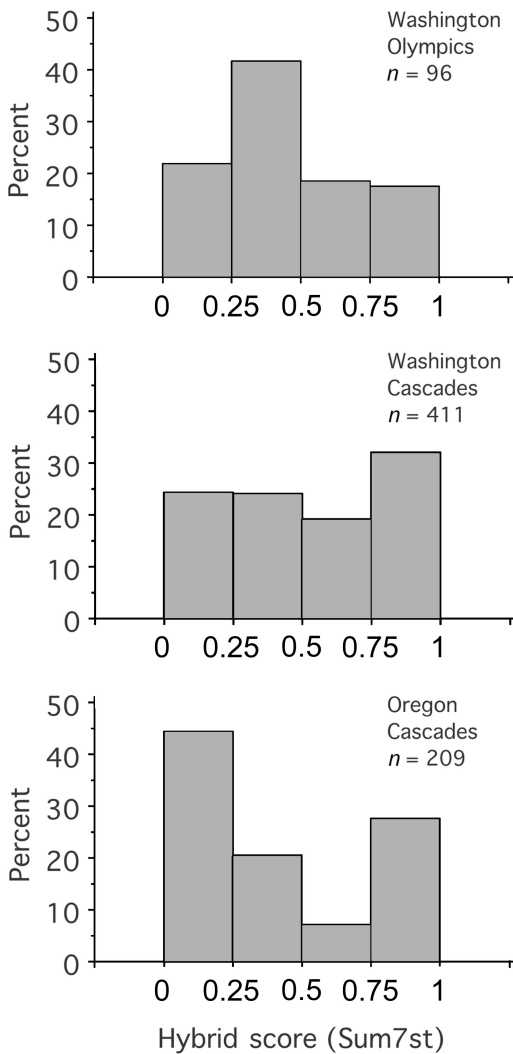 Washington
Olympics
n = 96
Percent
50
40
30
20
10
0
0 0.25 0.5 0.75 1
Washington
Cascades
n = 411
Percent
50
40
30
20
10
0
0 0.25 0.5 0.75 1
Oregon
Cascades
n = 209
Percent
50
40
30
20
10
0
0 0.25 0.5 0.75 1
Hybrid score (Sum7st)